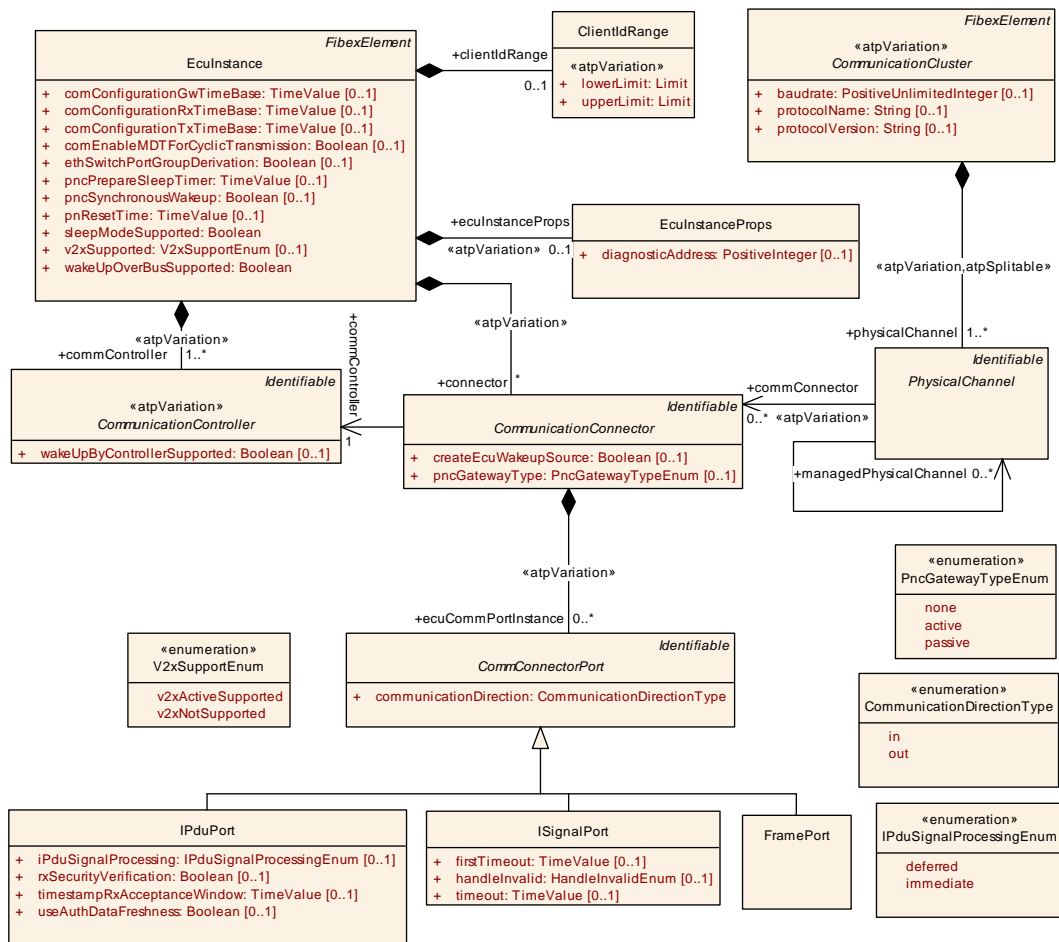 FibexElement
EcuInstance
+ comConfigurationGwTimeBase: TimeValue [0..1]
+ comConfigurationRxTimeBase: TimeValue [0..1]
+ comConfigurationTxTimeBase: TimeValue [0..1]
+ comEnableMDTForCyclicTransmission: Boolean [0..1]
+ ethSwitchPortGroupDerivation: Boolean [0..1]
+ pncPrepareSleepTimer: TimeValue [0..1]
+ pncSynchronousWakeup: Boolean [0..1]
+ pnResetTime: TimeValue [0..1]
+ sleepModeSupported: Boolean
+ v2xSupported: V2xSupportEnum [0..1]
+ wakeUpOverBusSupported: Boolean
+clientIdRange
0..1
ClientIdRange
«atpVariation»
+ lowerLimit: Limit
+ upperLimit: Limit
FibexElement
«atpVariation»
CommunicationCluster
+ baudrate: PositiveUnlimitedInteger [0..1]
+ protocolName: String [0..1]
+ protocolVersion: String [0..1]
+ecuInstanceProps
«atpVariation» 0..1
EcuInstanceProps
+ diagnosticAddress: PositiveInteger [0..1]
«atpVariation,atpSplitable»
+physicalChannel 1..*
«atpVariation»
+commController 1..*
«atpVariation»
+connector *
+commController
1
Identifiable
«atpVariation»
CommunicationController
+ wakeUpByControllerSupported: Boolean [0..1]
Identifiable
CommunicationConnector
+ createEcuWakeupSource: Boolean [0..1]
+ pncGatewayType: PncGatewayTypeEnum [0..1]
+commConnector
«atpVariation»
0..*
Identifiable
PhysicalChannel
+managedPhysicalChannel 0..*
«atpVariation»
+ecuCommPortInstance 0..*
«enumeration»
PncGatewayTypeEnum
none
active
passive
«enumeration»
V2xSupportEnum
v2xActiveSupported
v2xNotSupported
Identifiable
CommConnectorPort
+ communicationDirection: CommunicationDirectionType
«enumeration»
CommunicationDirectionType
in
out
IPduPort
+ iPduSignalProcessing: IPduSignalProcessingEnum [0..1]
+ rxSecurityVerification: Boolean [0..1]
+ timestampRxAcceptanceWindow: TimeValue [0..1]
+ useAuthDataFreshness: Boolean [0..1]
ISignalPort
+ firstTimeout: TimeValue [0..1]
+ handleInvalid: HandleInvalidEnum [0..1]
+ timeout: TimeValue [0..1]
FramePort
«enumeration»
IPduSignalProcessingEnum
deferred
immediate